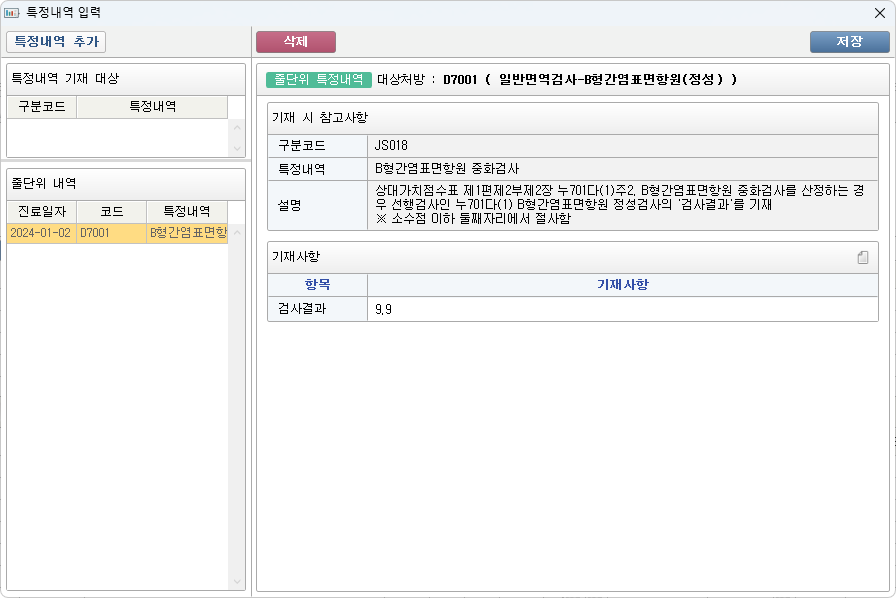 특정내역 입력
특정내역 추가
삭제
저장
특정내역 기재 대상
구분코드 특정내역
줄단위 내역
진료일자 코드 특정내역
2024-01-02 D7001 B형간염표면항
줄단위 특정내역 대상처방 : D7001 ( 일반면역검사-B형간염표면항원(정성) )
기재 시 참고사항
구분코드 JS018
특정내역 B형간염표면항원 중화검사
설명 상대가치점수표 제1편제2부제2장 누701다(1)주2. B형간염표면항원 중화검사를 산정하는 경
우 선행검사인 누701다(1) B형간염표면항원 정성검사의 '검사결과'를 기재
※ 소수점 이하 둘째자리에서 절사함
기재사항
항목 기재사항
검사결과 9.9